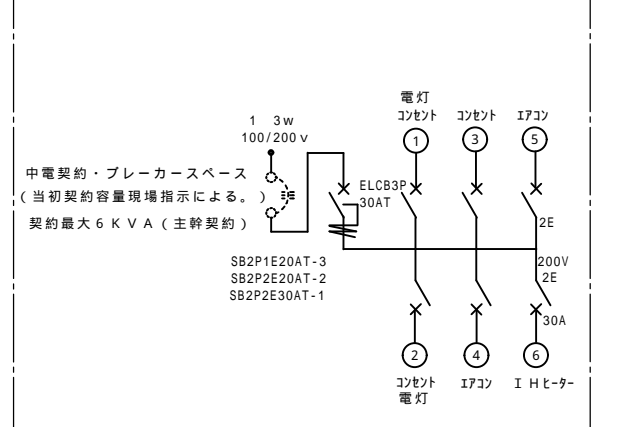 電灯
コンセント
コンセント
エアコン
1 3w
100/200v
1
3
5
中電契約・ブレーカースペース
(当初契約容量現場指示による。)
契約最大6KVA(主幹契約)
ELCB3P
30AT
2E
SB2P1E20AT-3
SB2P2E20AT-2
SB2P2E30AT-1
200V
2E
30A
2
4
6
コンセント
電灯
エアコン
IHヒーター